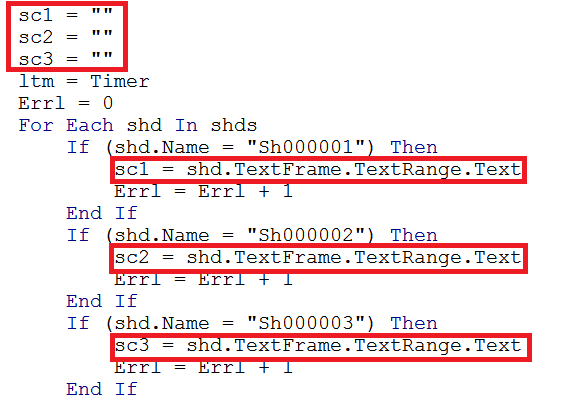 sc1 = ""
sc2 = ""
sc3 = ""
ltm = Timer
Errl = 0
For Each shd In shds
If (shd.Name = "Sh000001") Then
sc1 = shd.TextFrame.TextRange.Text
Errl = Errl + 1
End If
If (shd.Name = "Sh000002") Then
sc2 = shd.TextFrame.TextRange.Text
Errl = Errl + 1
End If
If (shd.Name = "Sh000003") Then
sc3 = shd.TextFrame.TextRange.Text
Errl = Errl + 1
End If